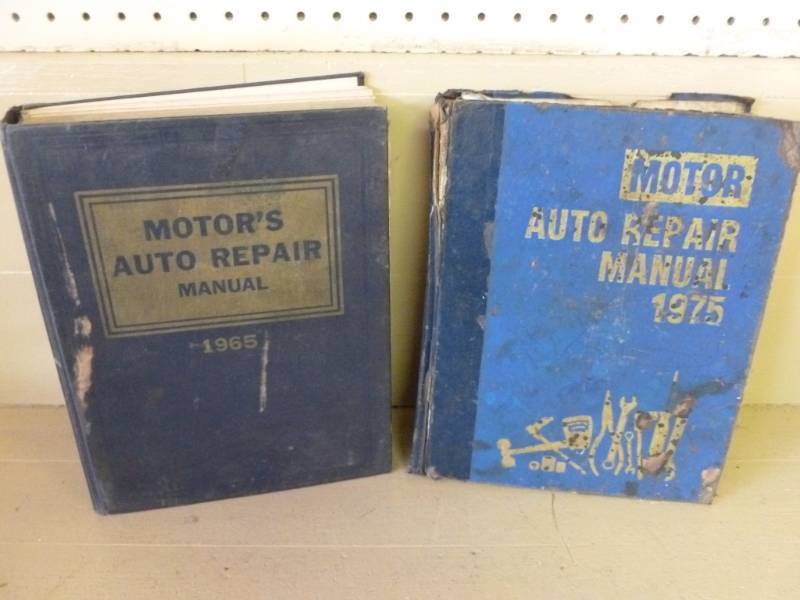 MOTOR'S
AUTO REPAIR
MANUAL
1965
MOTOR
AUTO REPAIR
MANUAL
1975